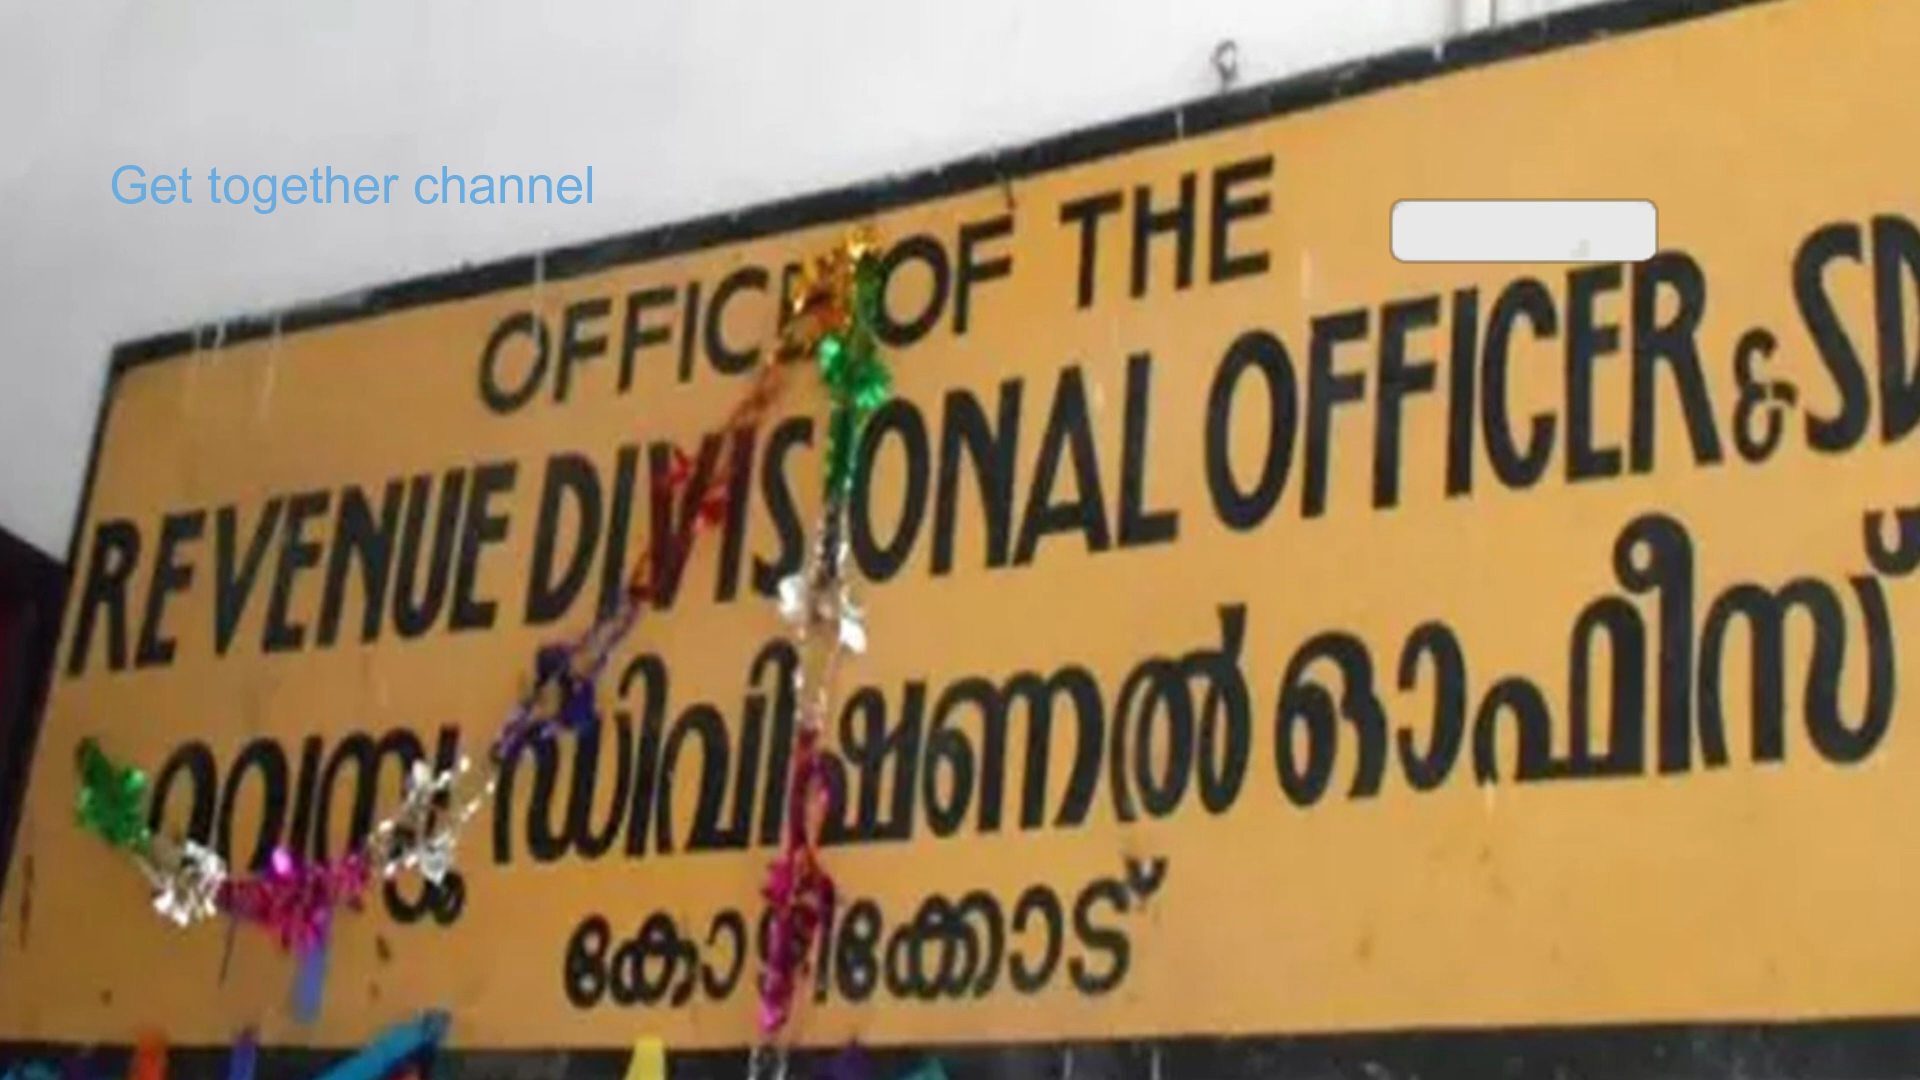 Get together channel
OFFICE OF THE
REVENUE DIVISIONAL OFFICER & SD
റവന്യൂ ഡിവിഷണൽ ഓഫീസ്
കോഴിക്കോട്